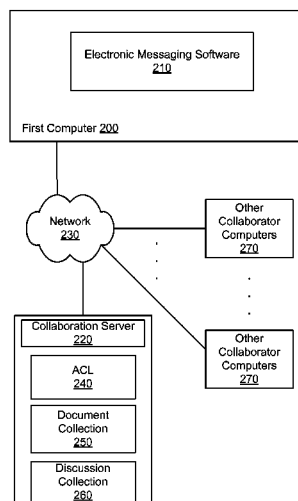 Electronic Messaging Software
210
First Computer 200
Network
230
Other
Collaborator
Computers
270
Other
Collaborator
Computers
270
Collaboration Server
220
ACL
240
Document
Collection
250
Discussion
Collection
260